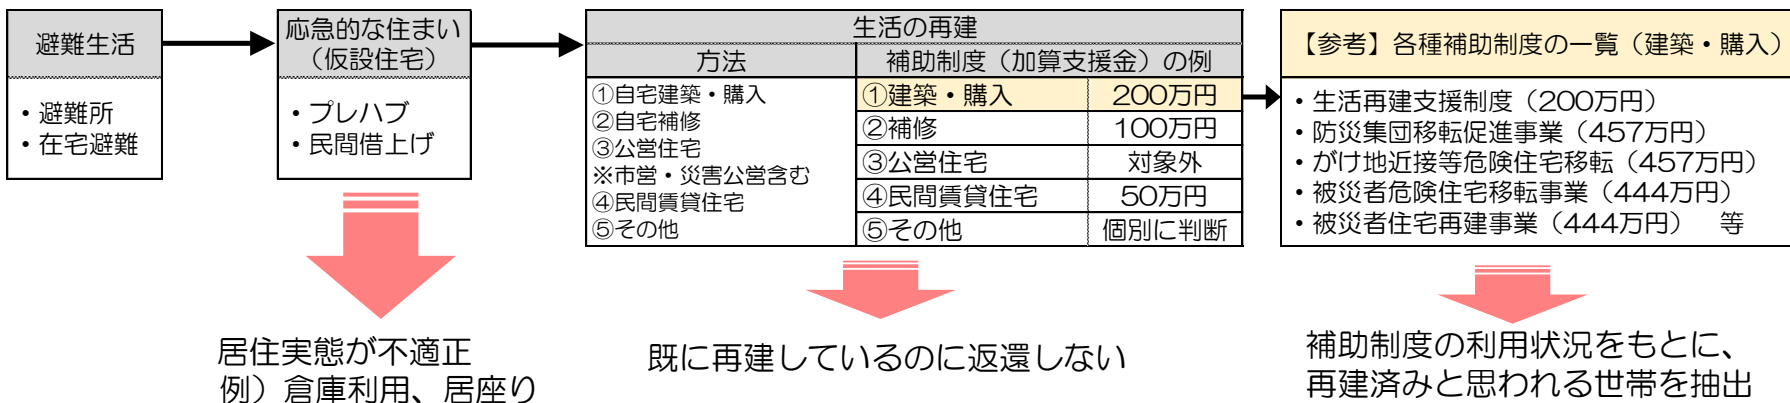 避難生活
・避難所
・在宅避難
応急的な住まい
（仮設住宅）
・プレハブ
・民間借上げ
生活の再建
方法
補助制度（加算支援金）の例
①自宅建築・購入
②自宅補修
③公営住宅
※市営・災害公営含む
④民間賃貸住宅
⑤その他
①建築・購入 200万円
②補修 100万円
③公営住宅 対象外
④民間賃貸住宅 50万円
⑤その他 個別に判断
【参考】各種補助制度の一覧（建築・購入）
・生活再建支援制度（200万円）
・防災集団移転促進事業（457万円）
・がけ地近接等危険住宅移転（457万円）
・被災者危険住宅移転事業（444万円）
・被災者住宅再建事業（444万円） 等
居住実態が不適正
例）倉庫利用、居座り
既に再建しているのに返還しない
補助制度の利用状況をもとに、
再建済みと思われる世帯を抽出